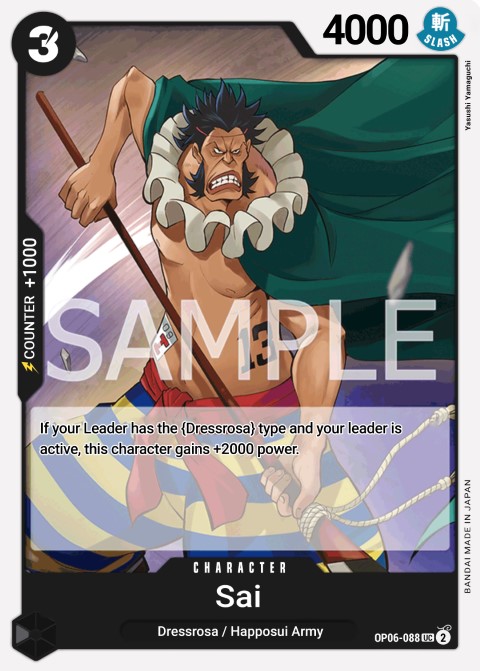 3
4000
斬
SLASH
Yasushi Yamaguchi
COUNTER +1000
SAMPLE
13
If your Leader has the {Dressrosa} type and your leader is
active, this character gains +2000 power.
BANDAI MADE IN JAPAN
CHARACTER
Sai
Dressrosa / Happosui Army
OP06-088 UC 2